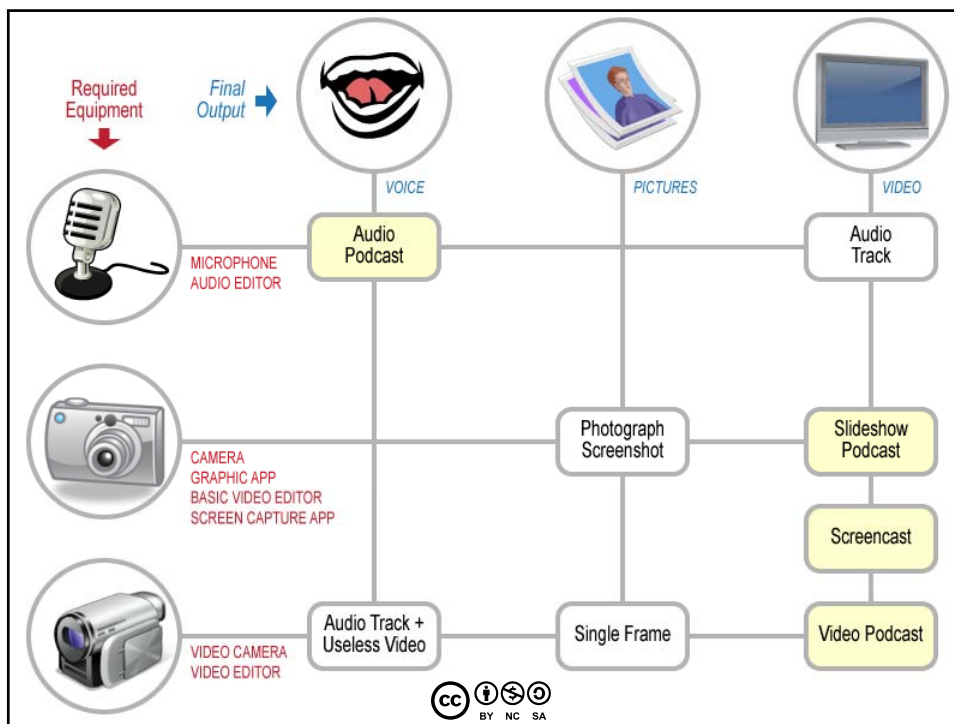 Required
Equipment
Final
Output
VOICE
PICTURES
VIDEO
Audio
Podcast
Audio
Track
MICROPHONE
AUDIO EDITOR
Photograph
Screenshot
Slideshow
Podcast
CAMERA
GRAPHIC APP
BASIC VIDEO EDITOR
SCREEN CAPTURE APP
Screencast
Audio Track +
Useless Video
Single Frame
Video Podcast
VIDEO CAMERA
VIDEO EDITOR
cc
BY NC SA